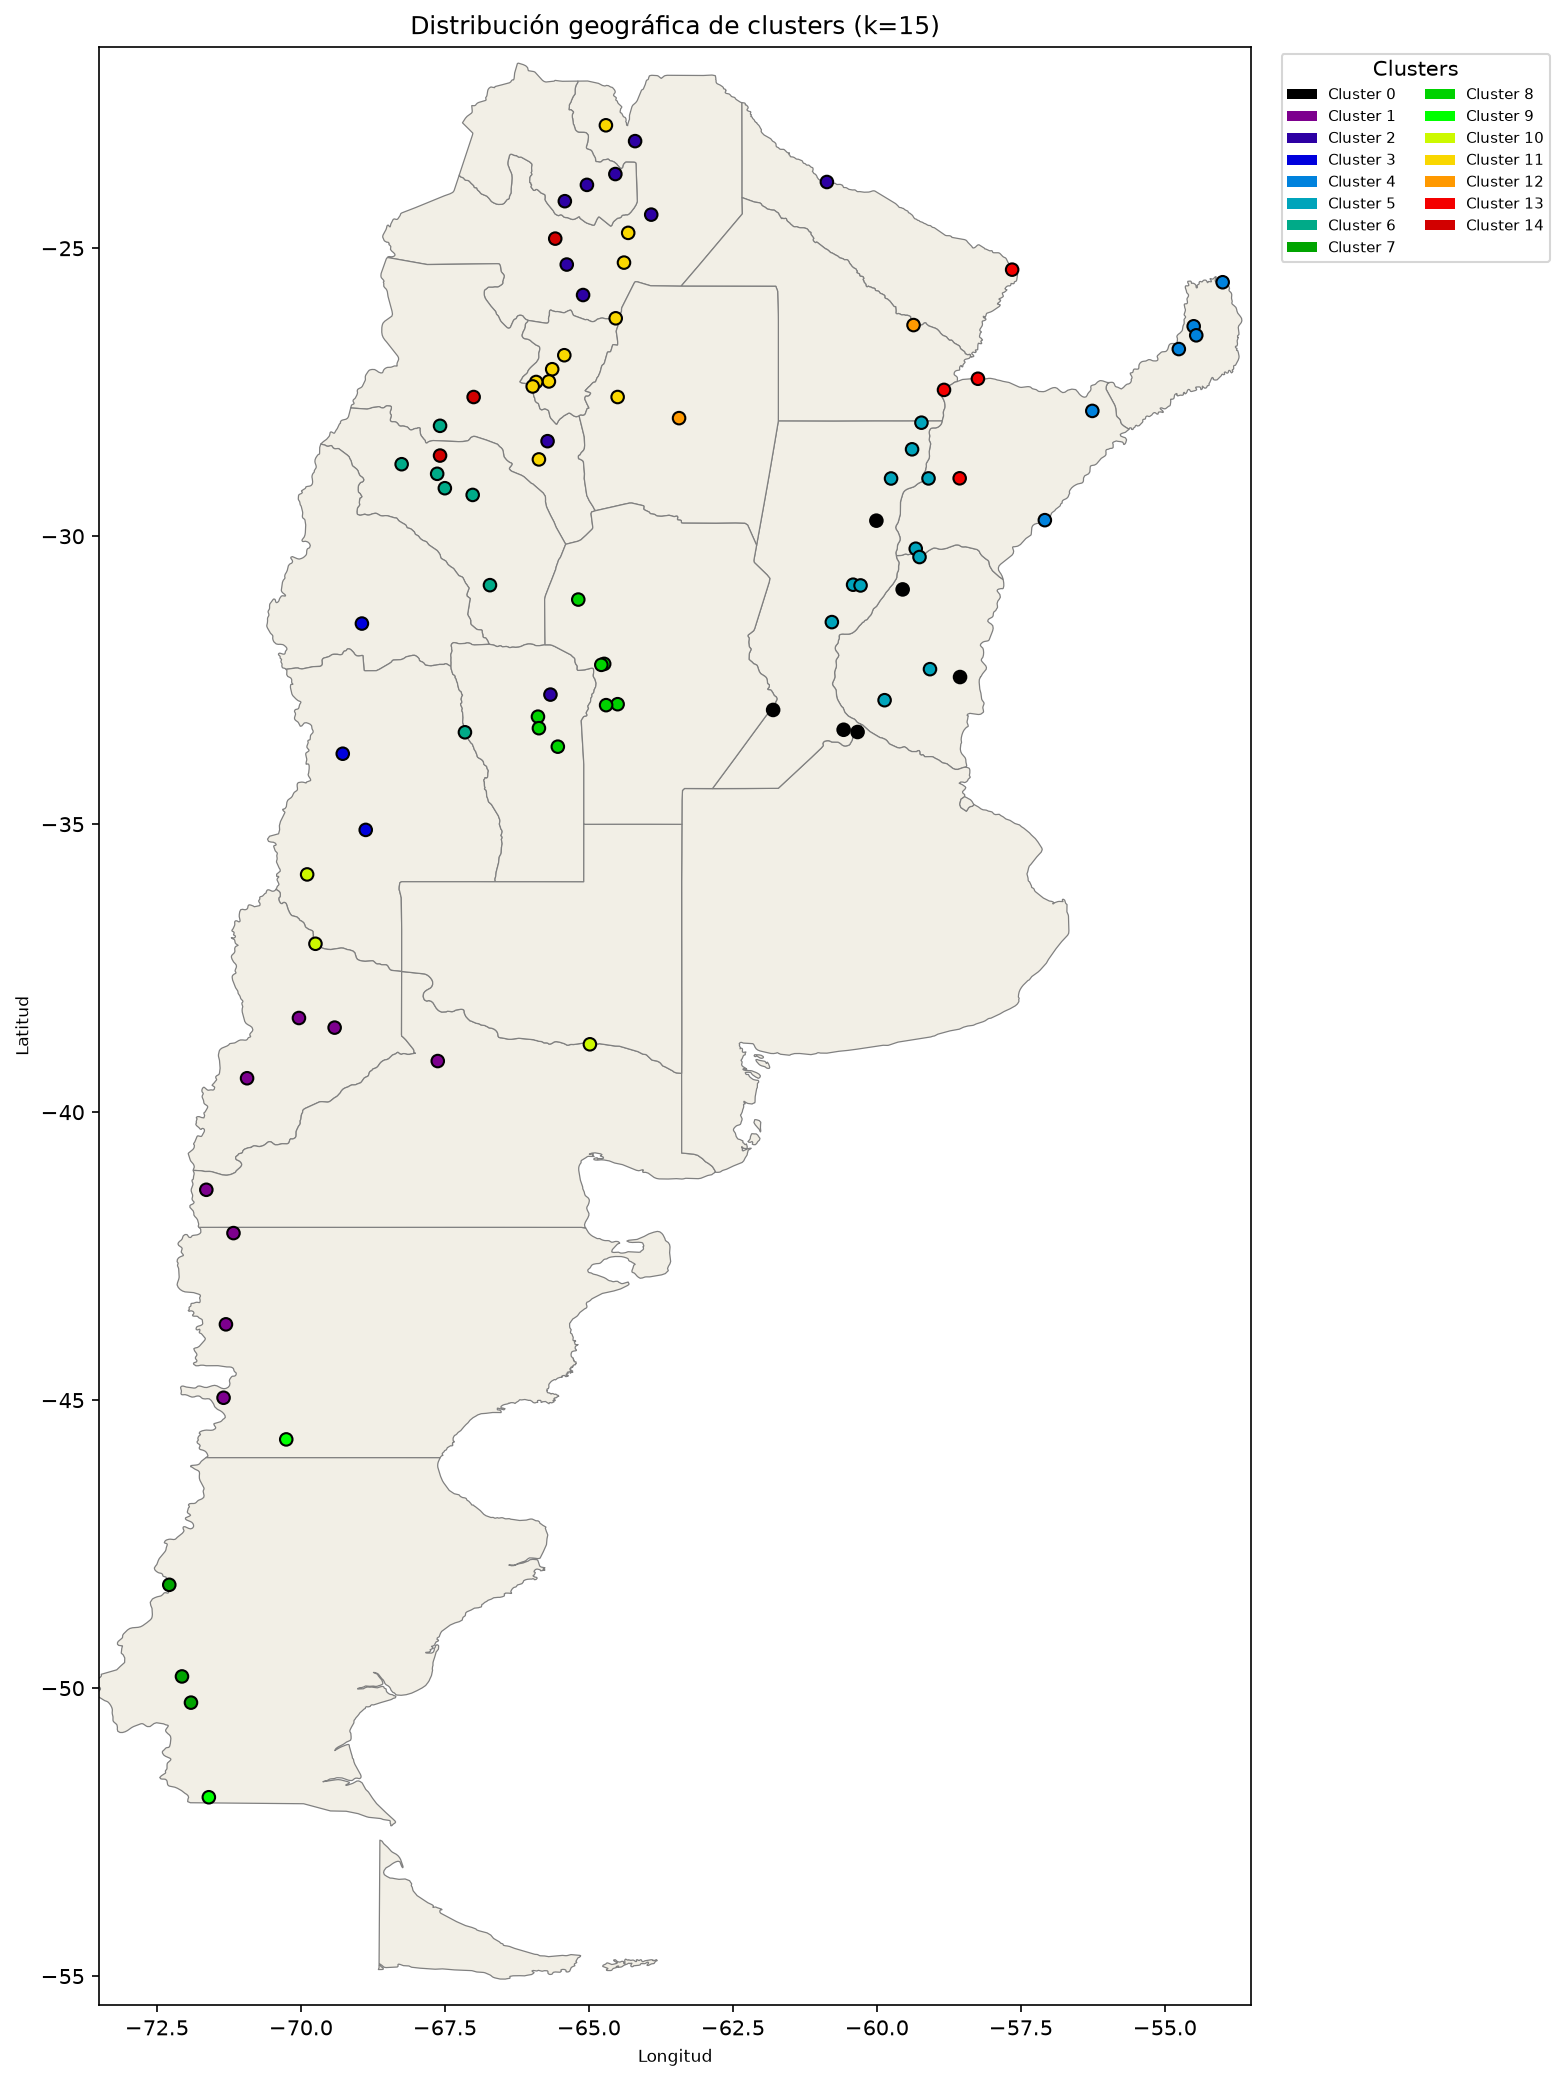 Distribución geográfica de clusters (k=15)
Clusters
Cluster 0
Cluster 1
Cluster 2
Cluster 3
Cluster 4
Cluster 5
Cluster 6
Cluster 7
Cluster 8
Cluster 9
Cluster 10
Cluster 11
Cluster 12
Cluster 13
Cluster 14
−25
−30
−35
−40
−45
−50
−55
Latitud
−72.5 −70.0 −67.5 −65.0 −62.5 −60.0 −57.5 −55.0
Longitud